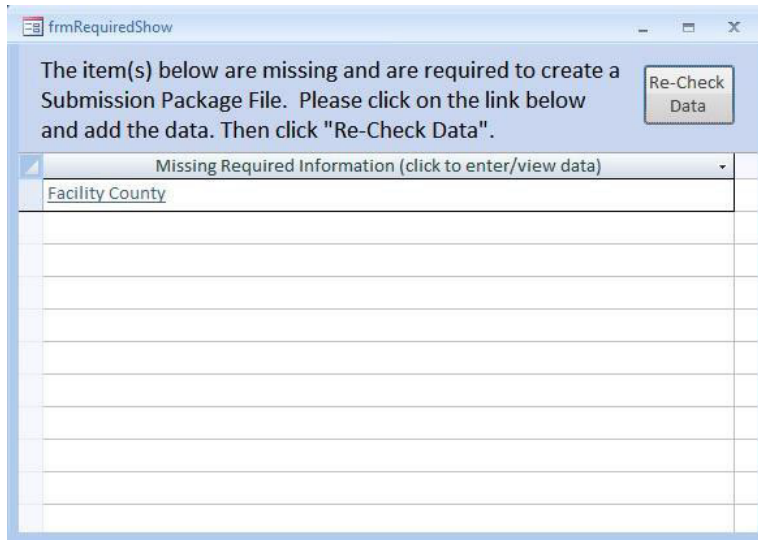 frmRequiredShow
The item(s) below are missing and are required to create a
Submission Package File.  Please click on the link below
and add the data. Then click "Re-Check Data".
Re-Check
Data
Missing Required Information (click to enter/view data)
Facility County